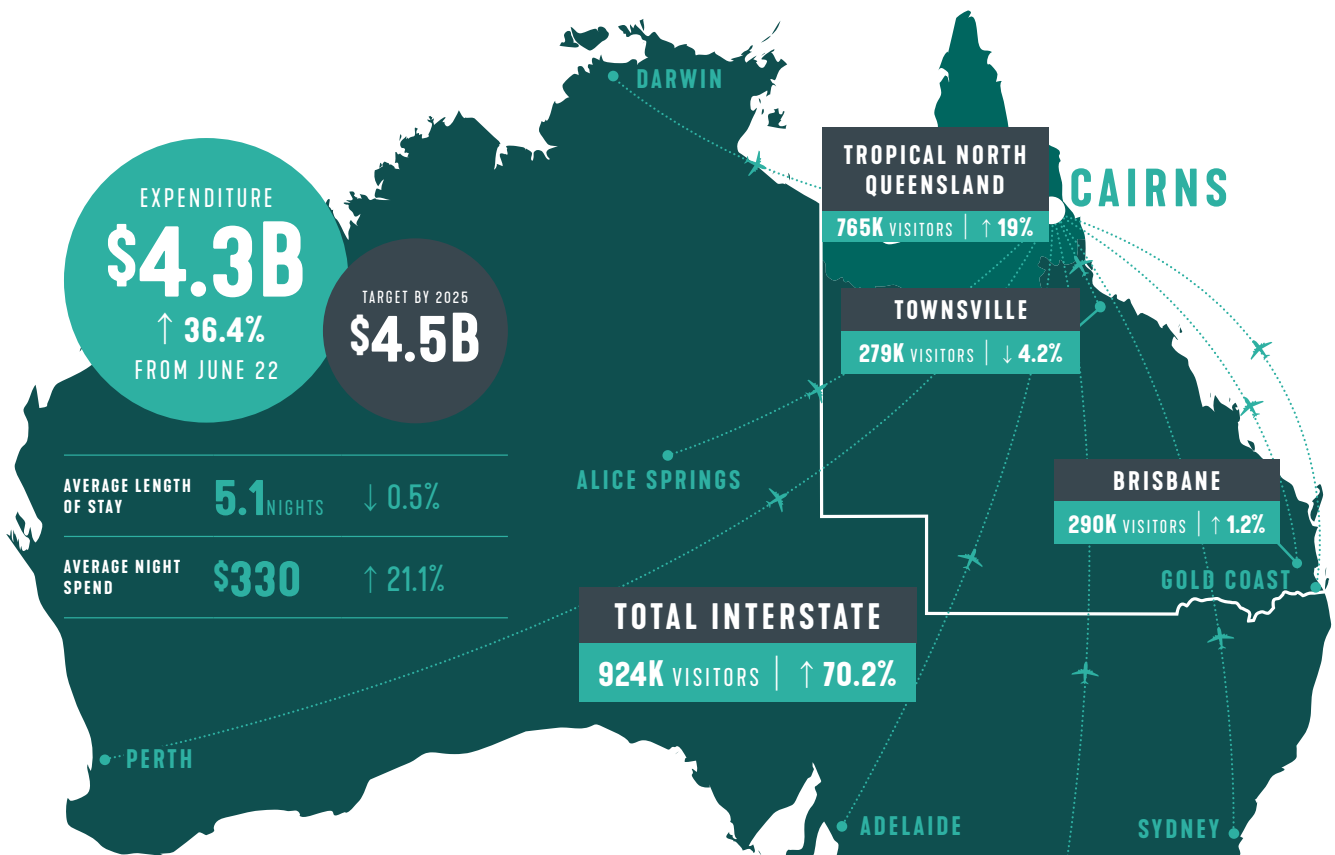 DARWIN
TROPICAL NORTH
QUEENSLAND
765K VISITORS | ↑ 19%
CAIRNS
EXPENDITURE
$4.3B
↑ 36.4%
FROM JUNE 22
TARGET BY 2025
$4.5B
TOWNSVILLE
279K VISITORS | ↓ 4.2%
AVERAGE LENGTH
OF STAY
5.1 NIGHTS
↓ 0.5%
AVERAGE NIGHT
SPEND
$330
↑ 21.1%
ALICE SPRINGS
BRISBANE
290K VISITORS | ↑ 1.2%
GOLD COAST
TOTAL INTERSTATE
924K VISITORS | ↑ 70.2%
PERTH
ADELAIDE
SYDNEY